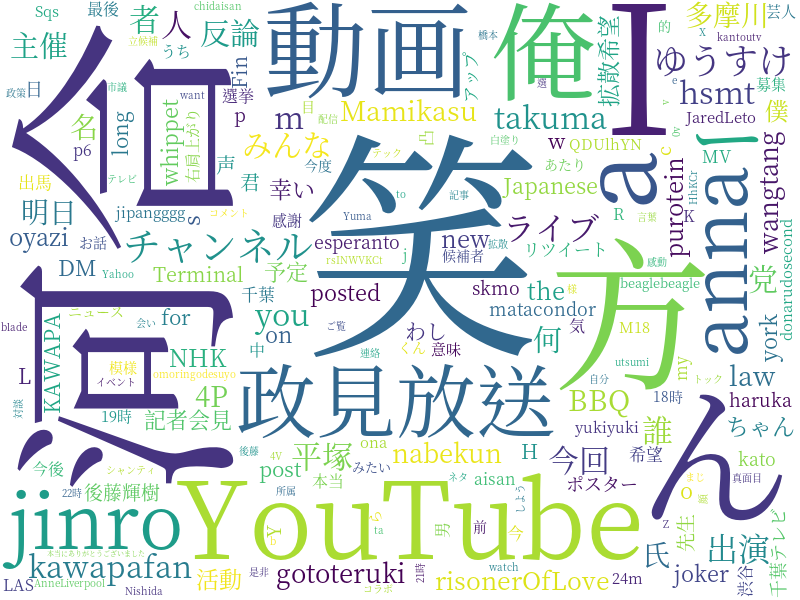 Sqs
最後
者
人
動画
俺
I
多摩川
芸人
chidaisan
立候補
主催
うち
反論
Fin
アップ
拡散希望
的
kantoutv
X
橋本
ゆうすけ
政策
日
市議
want
選挙
m
Mamikasu
hsmt
募集
僕
JaredLeto
名
long
whippet
p
目
配信
凸
takuma
a
p6
右肩上がり
声
みんな
w
白塗り
QDUlhYN
MV
出馬
テレビ
君
今度
テック
あたり
笑
anna
wangtang
明日
s
幸い
Japanese
purotein
oyazi
jipangggg
コメント
感謝
Yuma
to
記事
ライブ
R
K
言葉
HhKCr
お話
チャンネル
esperanto
j
new
リツイート
DM
Yahoo
Terminal
予定
rsINWVKCt
候補者
拡散
感動
党
posted
skmo
the
様
beaglebeagle
donarudosecond
ニュース
千葉
you
matacondor
方
blade
会い
for
on
ご覧
わし
何
気
M18
york
KAWAPA
NHK
中
連絡
くん
意味
utsumi
my
模様
L
イベント
omoringodesuyo
4P
政見放送
BBQ
自分
トック
18時
law
haruka
対談
19時
記者会見
yukiyuki
誰
ちゃん
後藤
平塚
ona
nabekun
H
今回
希望
kato
今後
シャンティ
4V
みたい
post
本当
aisan
ポスター
ネタ
o
まじ
真面目
22時
後藤輝樹
所属
しょう
ん
jinro
YouTube
先生
氏
出演
Z
kawapafan
Y
男
前
今
ta
LAS
本当にありがとうございました
AnneLiverpool
活動
是非
gototeruki
21時
risonerOfLove
watch
24m
joker
渋谷
千葉テレビ
Nishida
コラボ